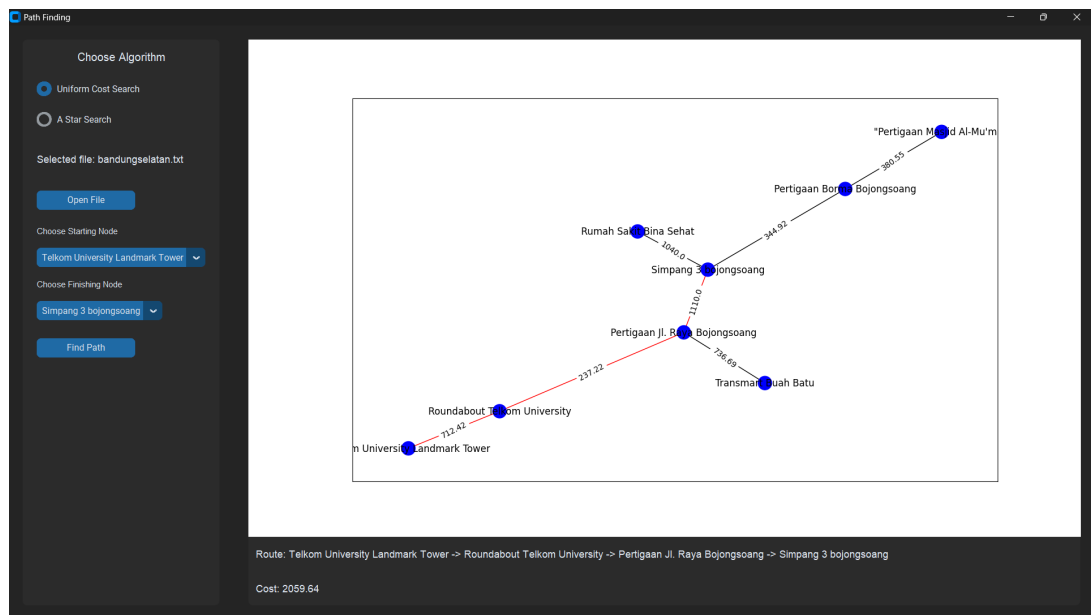 Path Finding
Choose Algorithm
Uniform Cost Search
A Star Search
Selected file: bandungselatan.txt
Open File
Choose Starting Node
Telkom University Landmark Tower
Choose Finishing Node
Simpang 3 bojongsoang
Find Path
"Pertigaan Masjid Al-Mu'm
380.55
Pertigaan Borma Bojongsoang
344.92
Rumah Sakit Bina Sehat
1040.0
Simpang 3 bojongsoang
1110.0
Pertigaan Jl. Raya Bojongsoang
736.69
237.22
Transmart Buah Batu
Roundabout Telkom University
712.42
m University Landmark Tower
Route: Telkom University Landmark Tower -> Roundabout Telkom University -> Pertigaan Jl. Raya Bojongsoang -> Simpang 3 bojongsoang
Cost: 2059.64